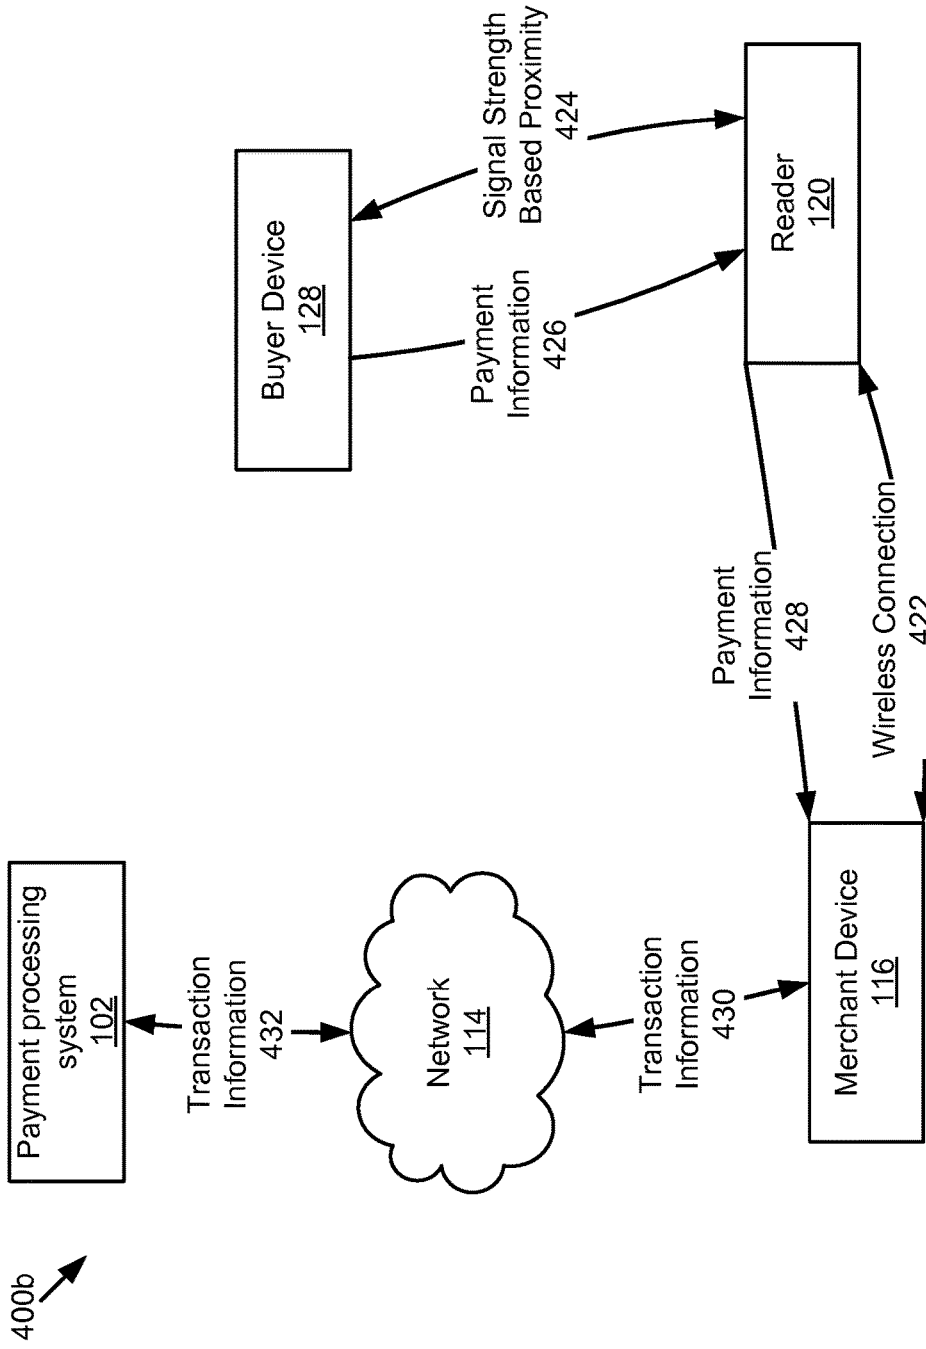 400b
Payment processing
system
102
Transaction
Information
432
Network
114
Transaction
Information
430
Merchant Device
116
Buyer Device
128
Payment
Information
426
Signal Strength
Based Proximity
424
Reader
120
Payment
Information
428
Wireless Connection
422